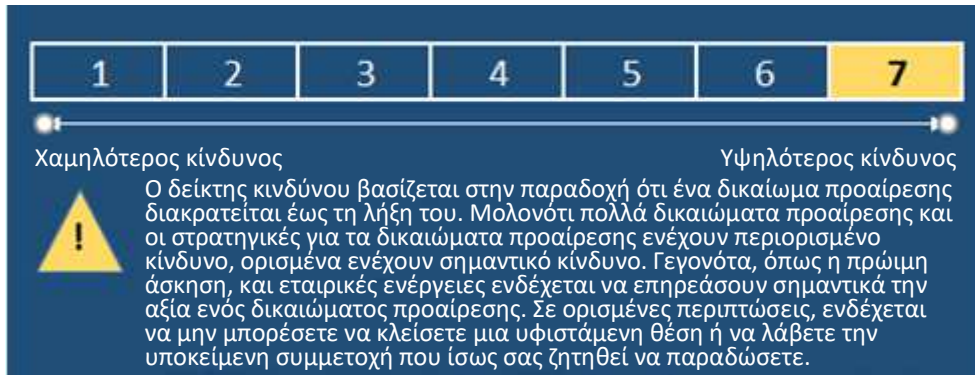 1 2 3 4 5 6 7
Χαμηλότερος κίνδυνος Υψηλότερος κίνδυνος
Ο δείκτης κινδύνου βασίζεται στην παραδοχή ότι ένα δικαίωμα προαίρεσης
διακρατείται έως τη λήξη του. Μολονότι πολλά δικαιώματα προαίρεσης και
οι στρατηγικές για τα δικαιώματα προαίρεσης ενέχουν περιορισμένο
κίνδυνο, ορισμένα ενέχουν σημαντικό κίνδυνο. Γεγονότα, όπως η πρώιμη
άσκηση, και εταιρικές ενέργειες ενδέχεται να επηρεάσουν σημαντικά την
αξία ενός δικαιώματος προαίρεσης. Σε ορισμένες περιπτώσεις, ενδέχεται
να μην μπορέσετε να κλείσετε μια υφιστάμενη θέση ή να λάβετε την
υποκείμενη συμμετοχή που ίσως σας ζητηθεί να παραδώσετε.
!